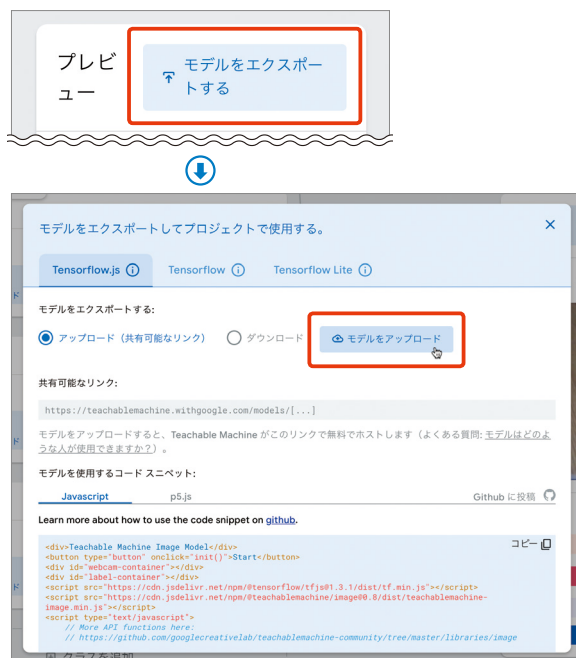 プレビ
ュー
モデルをエクスポー
トする
モデルをエクスポートしてプロジェクトで使用する。
Tensorflow.js
Tensorflow
Tensorflow Lite
モデルをエクスポートする:
アップロード（共有可能なリンク）
ダウンロード
モデルをアップロード
共有可能なリンク:
https://teachablemachine.withgoogle.com/models/[...]
モデルをアップロードすると、Teachable Machine がこのリンクで無料でホストします（よくある質問: モデルはどのよ
うな人が使用できますか？）。
モデルを使用するコード スニペット:
Javascript
p5.js
Github に投稿
Learn more about how to use the code snippet on github.
コピー
<div>Teachable Machine Image Model</div>
<button type="button" onclick="init()">Start</button>
<div id="webcam-container"></div>
<div id="label-container"></div>
<script src="https://cdn.jsdelivr.net/npm/@tensorflow/tfjs@1.3.1/dist/tf.min.js"></script>
<script src="https://cdn.jsdelivr.net/npm/@teachablemachine/image@0.8/dist/teachablemachine-
image.min.js"></script>
<script type="text/javascript">
// More API functions here:
// https://github.com/googlecreativelab/teachablemachine-community/tree/master/libraries/image
クラスを追加